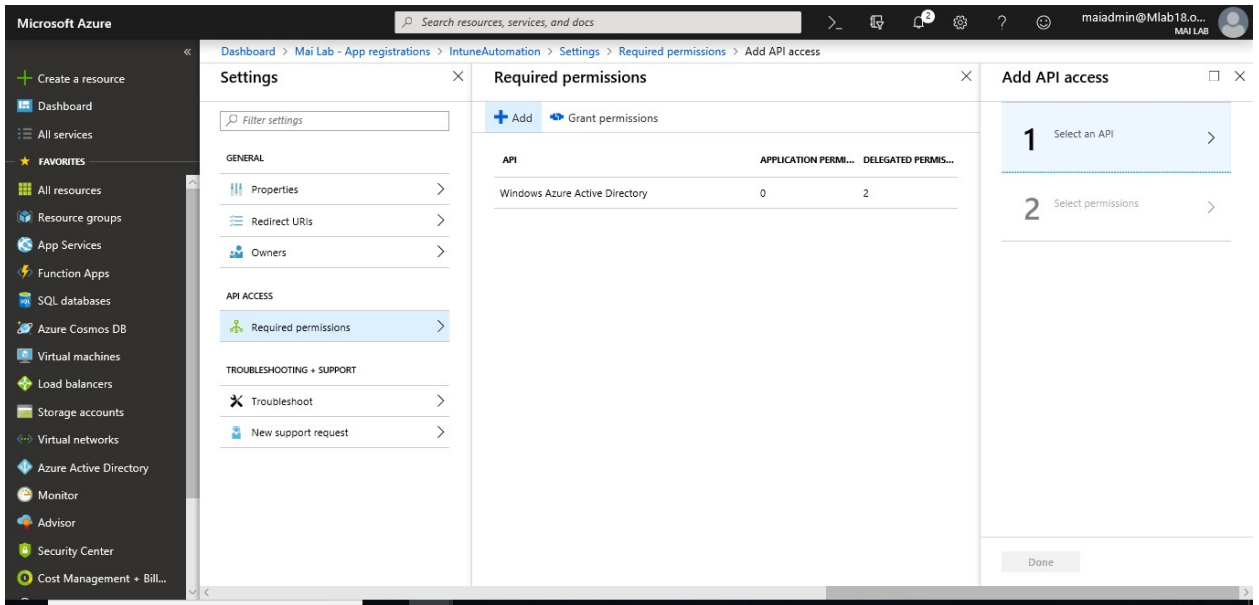 Microsoft Azure
Search resources, services, and docs
2
maiadmin@Mlab18.o...
MAI LAB
Dashboard > Mai Lab - App registrations > IntuneAutomation > Settings > Required permissions > Add API access
Create a resource
Dashboard
All services
FAVORITES
All resources
Resource groups
App Services
Function Apps
SQL databases
Azure Cosmos DB
Virtual machines
Load balancers
Storage accounts
Virtual networks
Azure Active Directory
Monitor
Advisor
Security Center
Cost Management + Bill...
Settings
Filter settings
GENERAL
Properties
Redirect URIs
Owners
API ACCESS
Required permissions
TROUBLESHOOTING + SUPPORT
Troubleshoot
New support request
Required permissions
Add Grant permissions
API APPLICATION PERMI... DELEGATED PERMIS...
Windows Azure Active Directory 0 2
Add API access
1 Select an API
2 Select permissions
Done